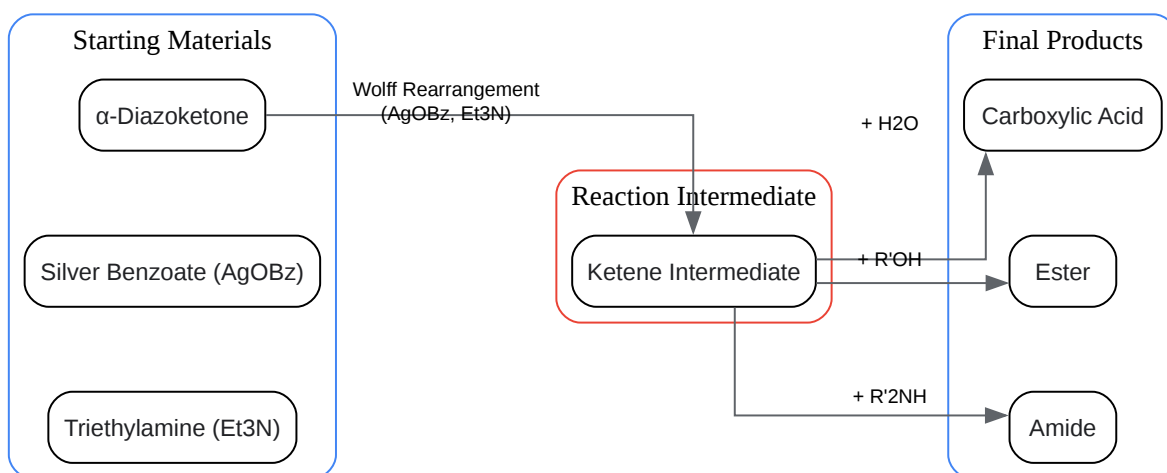 Starting Materials
α-Diazoketone
Silver Benzoate (AgOBz)
Triethylamine (Et3N)
Wolff Rearrangement
(AgOBz, Et3N)
Reaction Intermediate
Ketene Intermediate
+ H2O
+ R'OH
+ R'2NH
Final Products
Carboxylic Acid
Ester
Amide